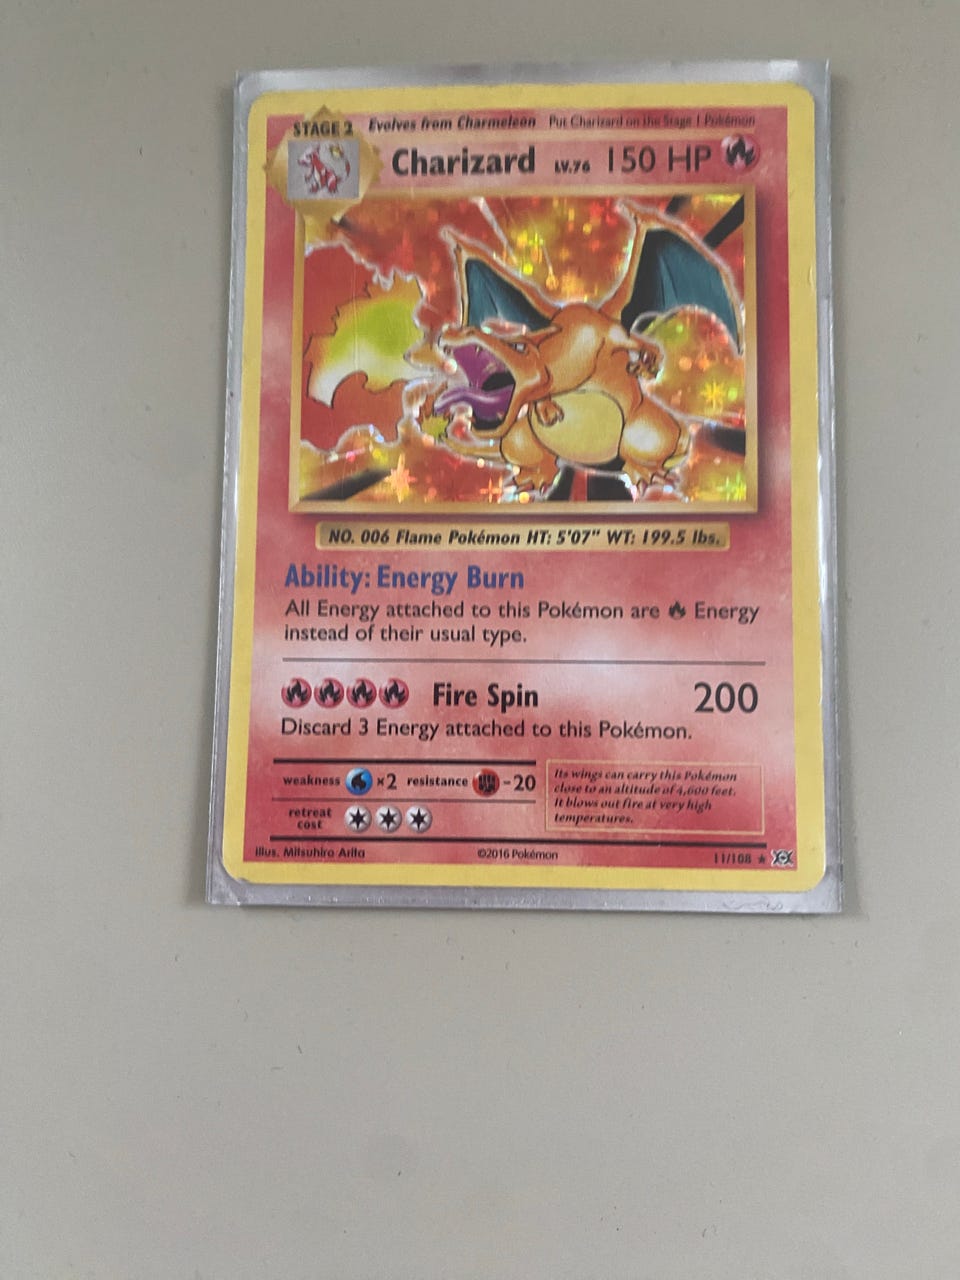 STAGE 2 Evolves from Charmeleon Put Charizard on the Stage 1 Pokémon
Charizard LV.76 150 HP
NO. 006 Flame Pokémon HT: 5'07" WT: 199.5 lbs.
Ability: Energy Burn
All Energy attached to this Pokémon are Energy
instead of their usual type.
Fire Spin 200
Discard 3 Energy attached to this Pokémon.
weakness ×2 resistance -20
retreat
cost
Its wings can carry this Pokémon
close to an altitude of 4,600 feet.
It blows out fire at very high
temperatures.
Illus. Mitsuhiro Arita ©2016 Pokémon 11/108 ★